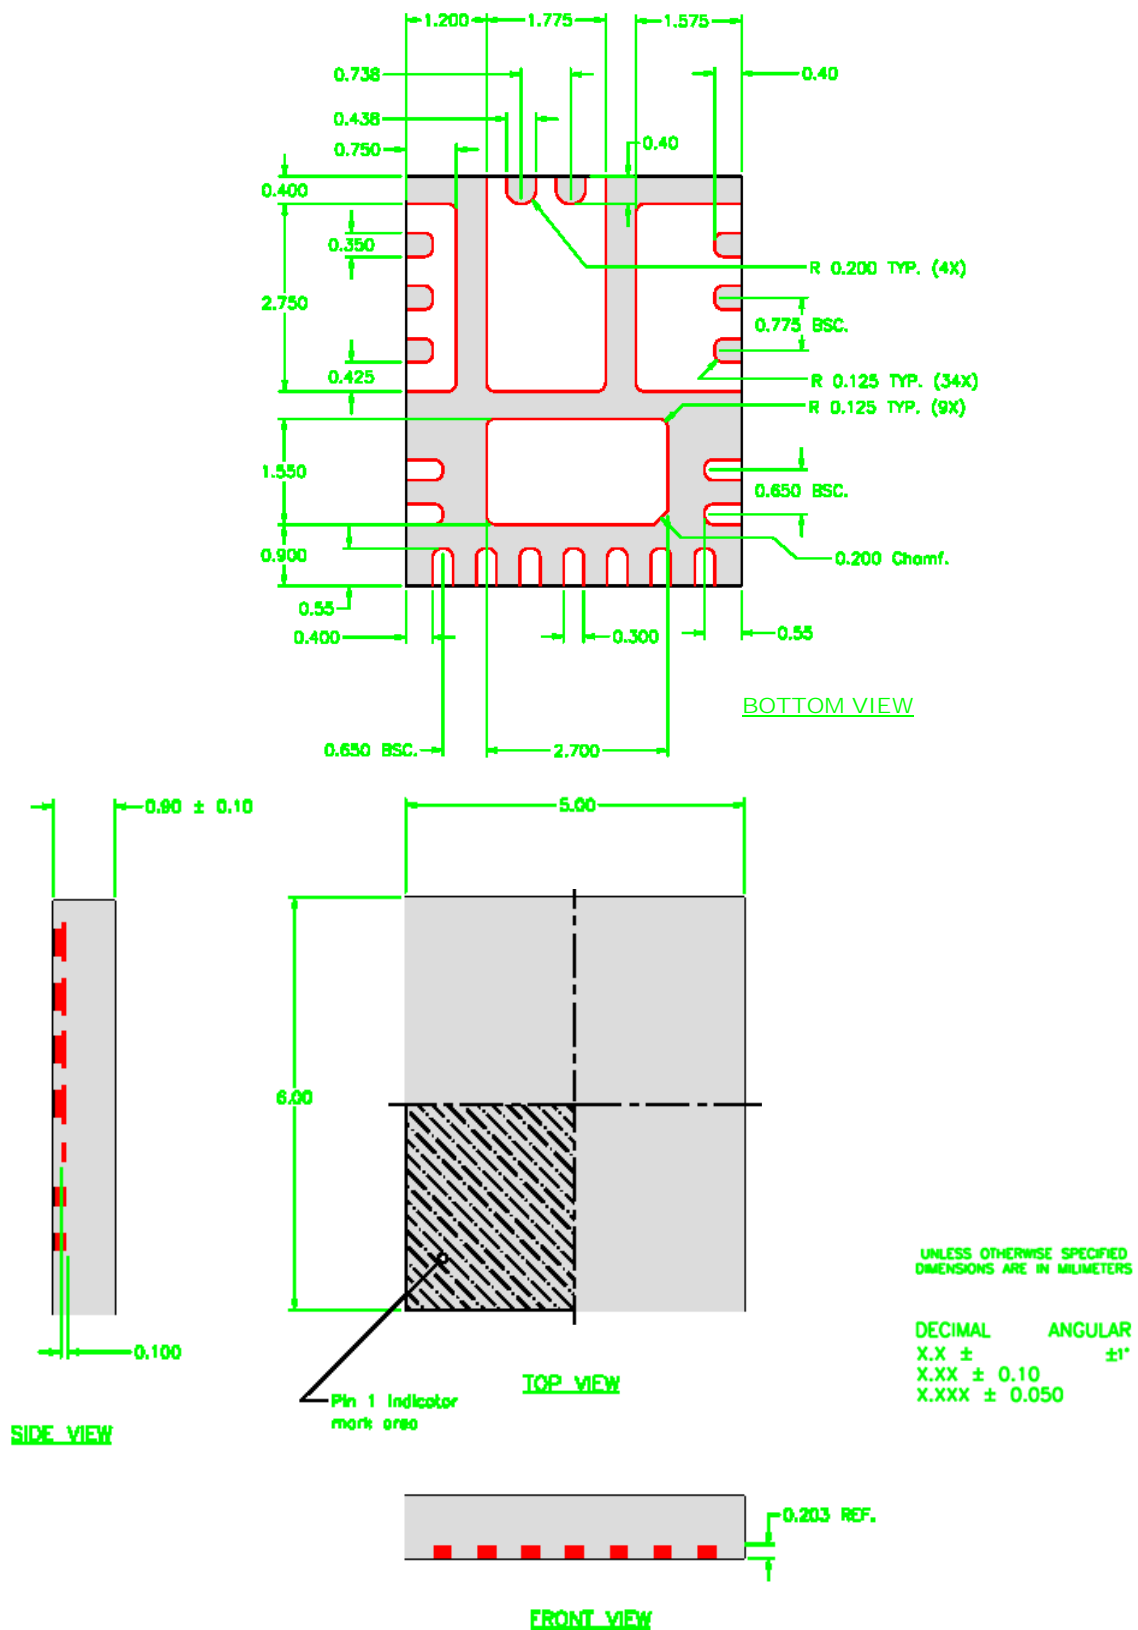 1.200
1.775
1.575
0.738
0.40
0.438
0.750
0.40
0.400
0.350
R 0.200 TYP. (4X)
2.750
0.775 BSC.
0.425
R 0.125 TYP. (34X)
R 0.125 TYP. (9X)
1.550
0.650 BSC.
0.900
0.200 Chamf.
0.55
0.400
0.300
0.55
BOTTOM VIEW
0.650 BSC.
2.700
0.90 ± 0.10
5.00
6.00
UNLESS OTHERWISE SPECIFIED
DIMENSIONS ARE IN MILIMETERS
DECIMAL ANGULAR
X.X ± ±1°
X.XX ± 0.10
X.XXX ± 0.050
0.100
TOP VIEW
Pin 1 Indicator
mark area
SIDE VIEW
0.203 REF.
FRONT VIEW